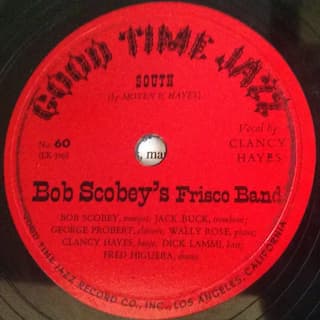 GOOD TIME JAZZ
SOUTH
[by MOTEN & HAYES]
No. 60
Vocal by
CLANCY
HAYES
Bob Scobey's Frisco Band
BOB SCOBEY, trumpet; JACK BUCK, trombone;
GEORGE PROBERT, clarinet; WALLY ROSE, piano;
CLANCY HAYES, banjo; DICK LAMMI, bass;
FRED HIGUERA, drums
GOOD TIME JAZZ RECORD CO., INC., LOS ANGELES, CALIFORNIA